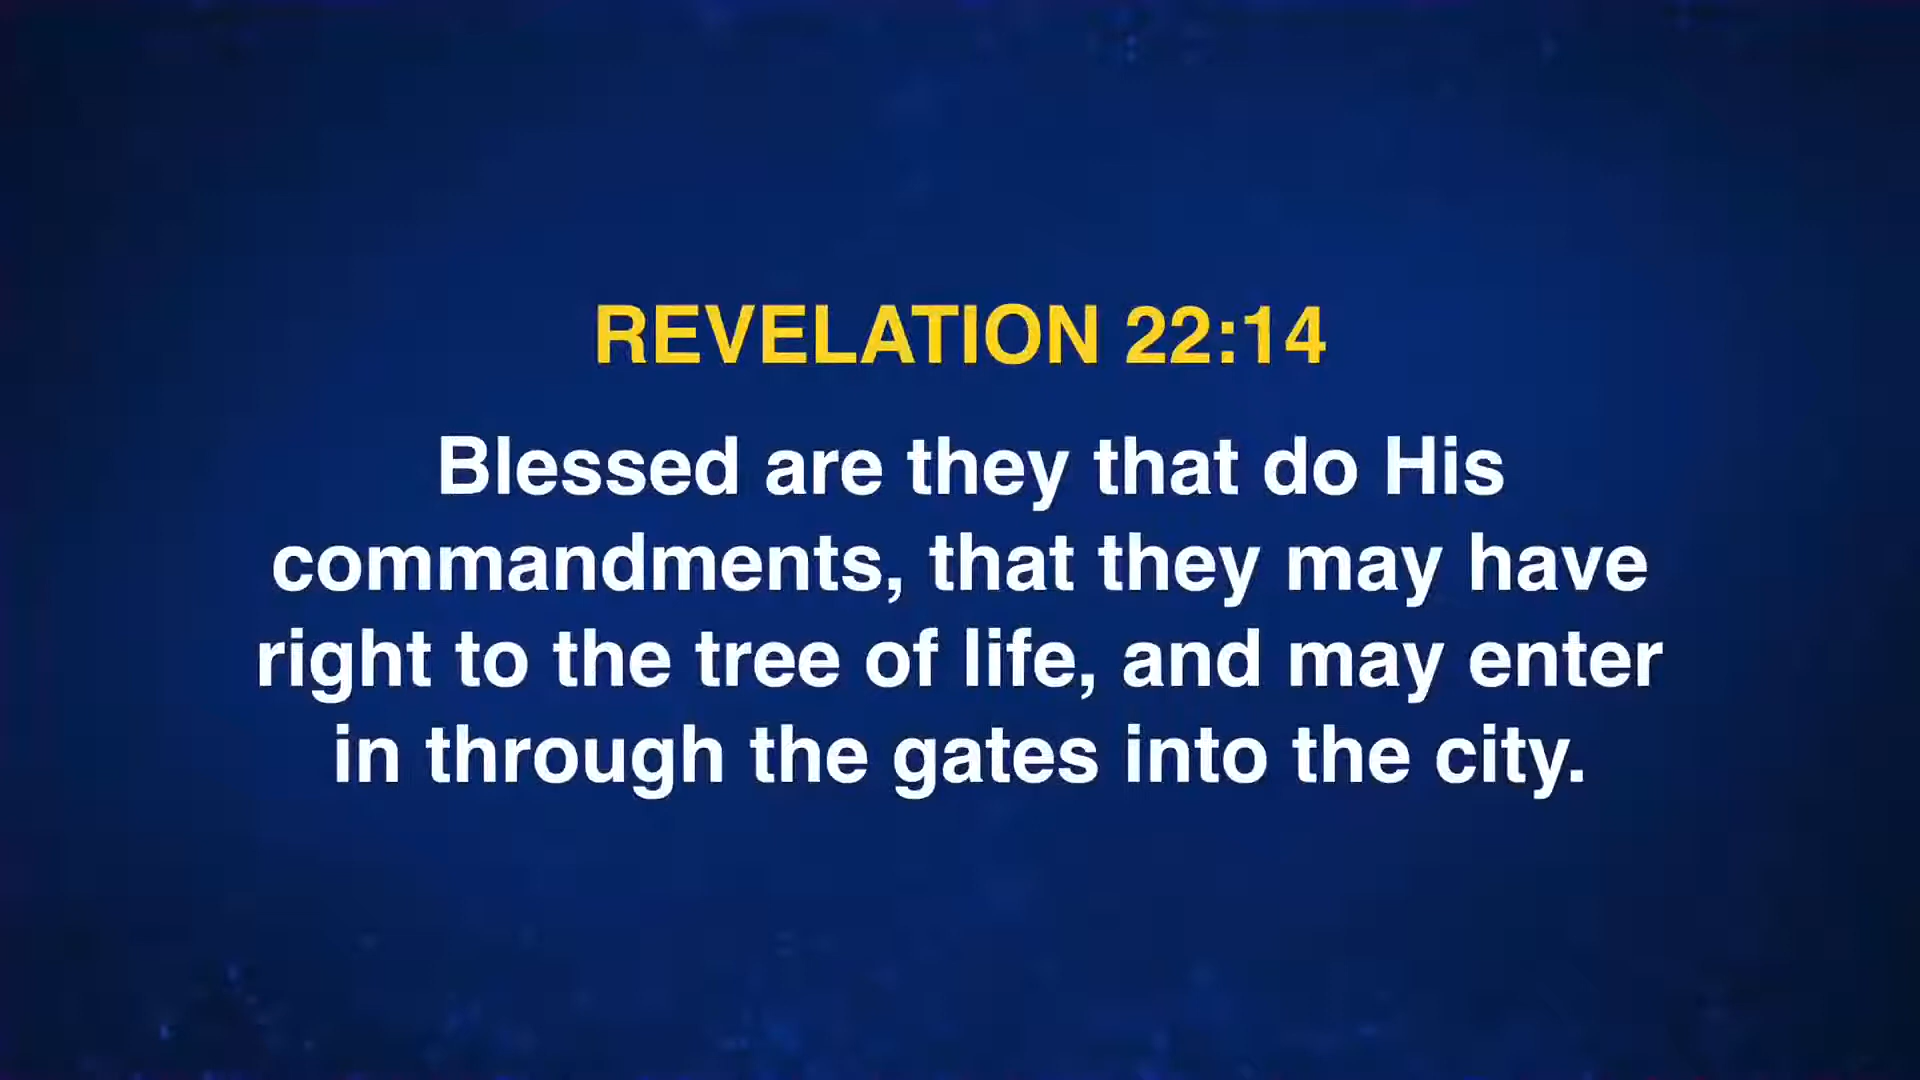 REVELATION 22:14
Blessed are they that do His
commandments, that they may have
right to the tree of life, and may enter
in through the gates into the city.